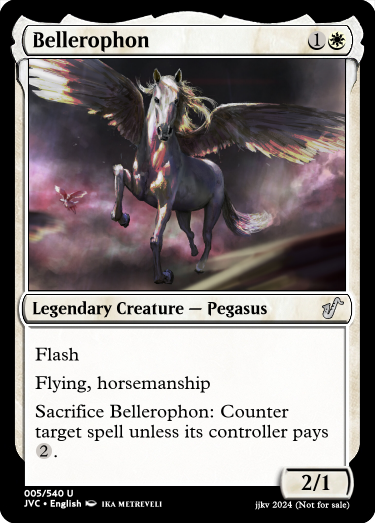 Bellerophon 1
Legendary Creature — Pegasus
Flash
Flying, horsemanship
Sacrifice Bellerophon: Counter
target spell unless its controller pays
2.
2/1
005/540 U
JVC • English IKA METREVELI
jjkv 2024 (Not for sale)